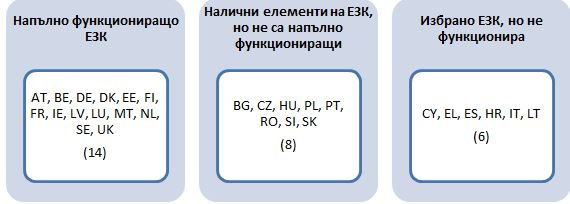 Напълно функциониращо
ЕЗК
AT, BE, DE, DK, EE, FI,
FR, IE, LV, LU, MT, NL,
SE, UK
(14)
Налични елементи на ЕЗК,
но не са напълно
функциониращи
BG, CZ, HU, PL, PT,
RO, SI, SK
(8)
Избрано ЕЗК, но не
функционира
CY, EL, ES, HR, IT, LT
(6)